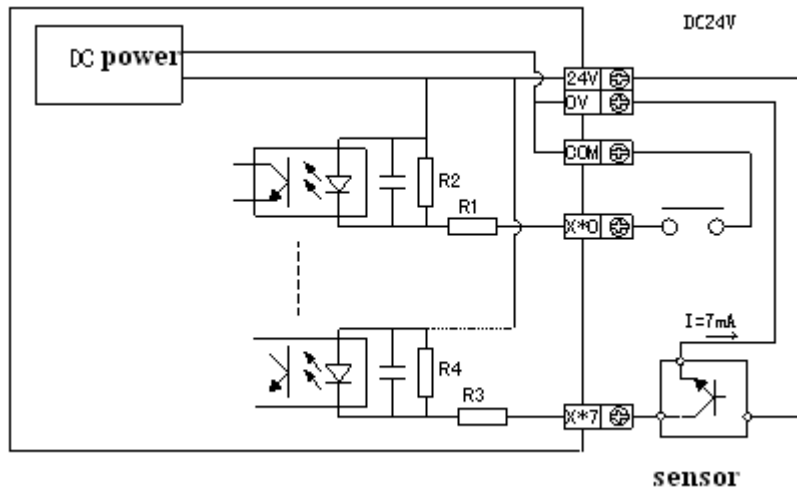 DC24V
DC power
24V
0V
COM
R2
R1
X*0
I=7mA
R4
R3
X*7
sensor